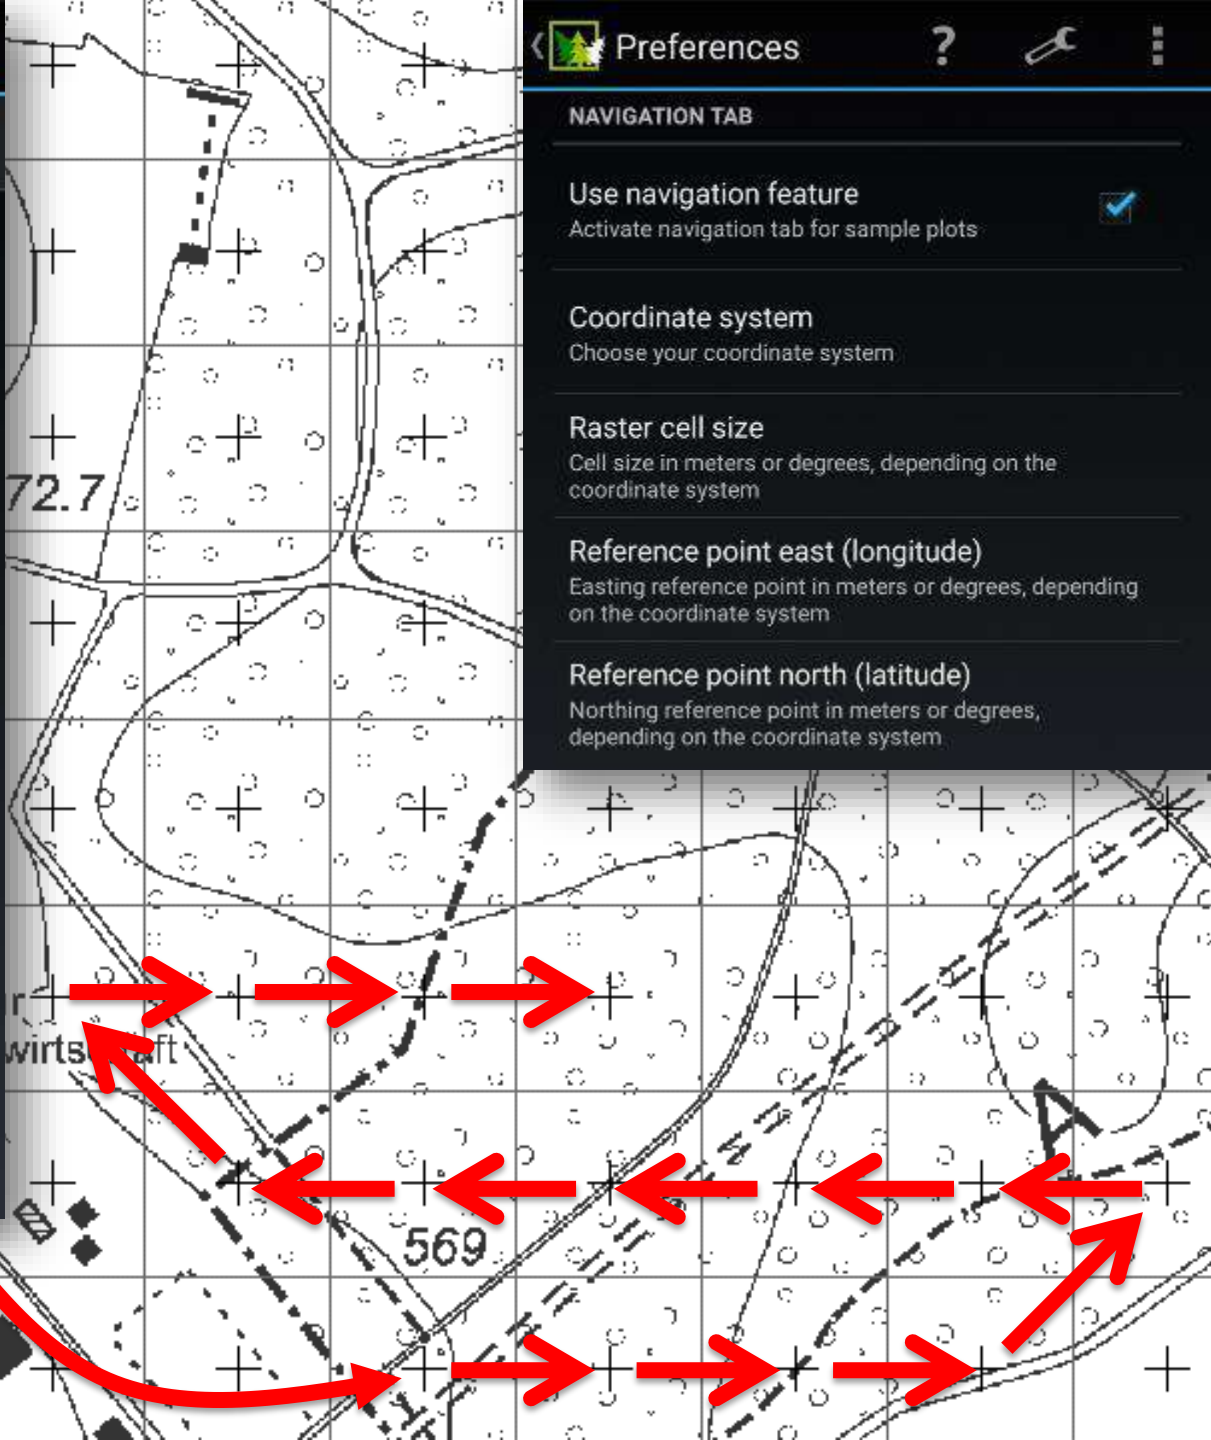 Preferences
NAVIGATION TAB
Use navigation feature
Activate navigation tab for sample plots
Coordinate system
Choose your coordinate system
Raster cell size
Cell size in meters or degrees, depending on the
coordinate system
Reference point east (longitude)
Easting reference point in meters or degrees, depending
on the coordinate system
Reference point north (latitude)
Northing reference point in meters or degrees,
depending on the coordinate system
72.7
A
569